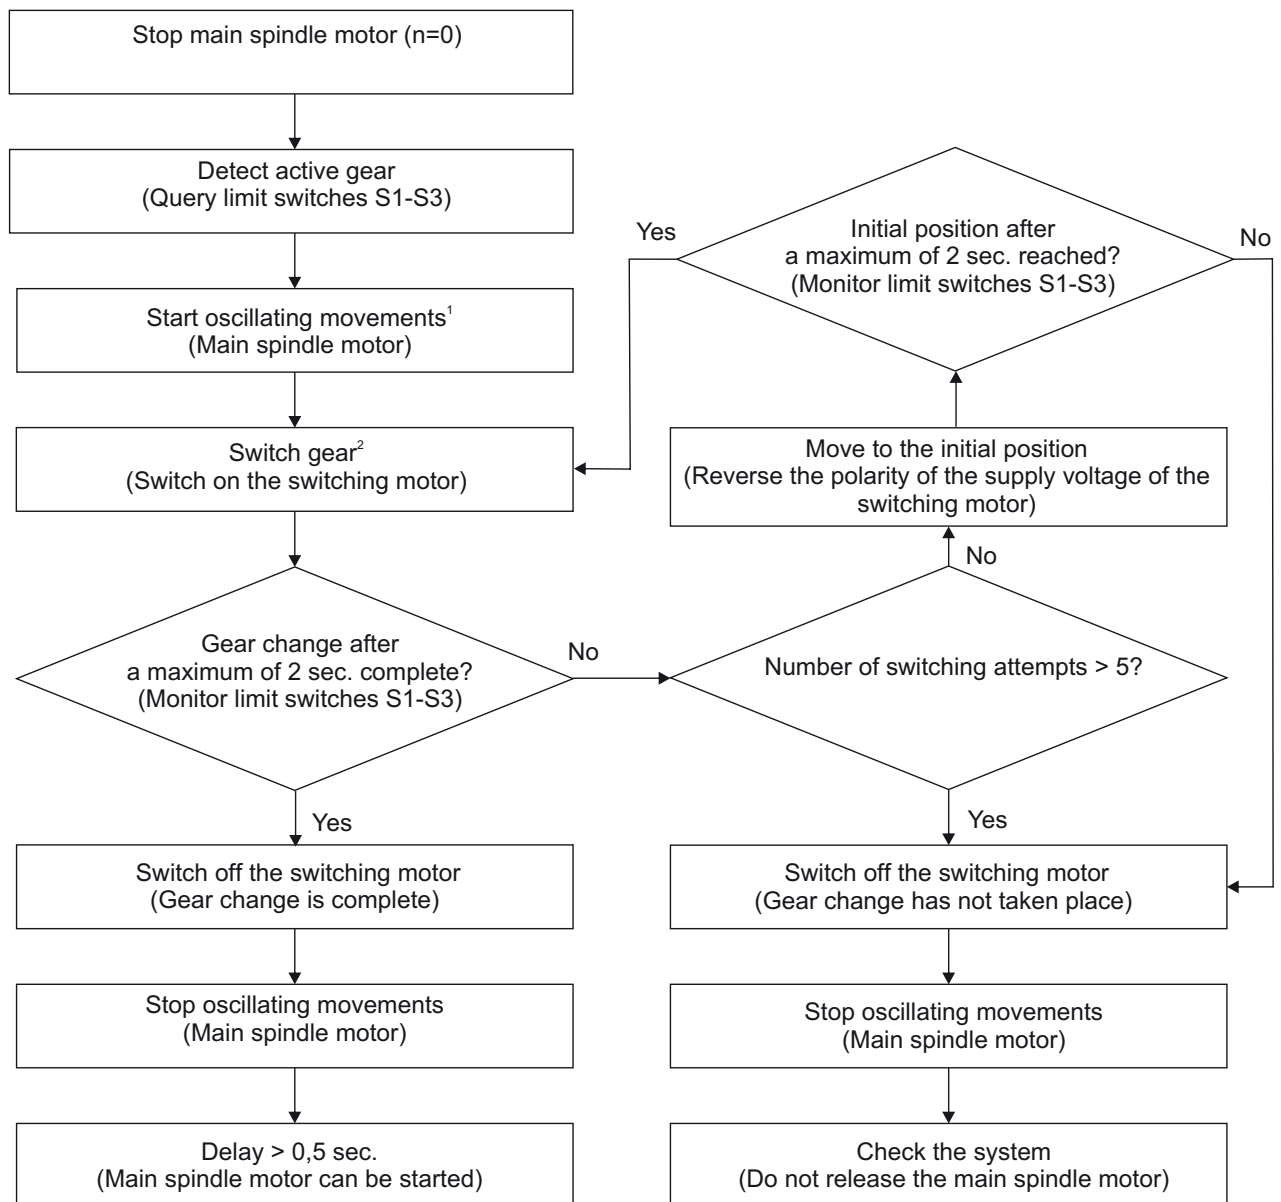 Stop main spindle motor (n=0)
Detect active gear
(Query limit switches S1-S3)
Start oscillating movements¹
(Main spindle motor)
Switch gear²
(Switch on the switching motor)
Gear change after
a maximum of 2 sec. complete?
(Monitor limit switches S1-S3)
No
Yes
Switch off the switching motor
(Gear change is complete)
Stop oscillating movements
(Main spindle motor)
Delay > 0,5 sec.
(Main spindle motor can be started)
Yes
Initial position after
a maximum of 2 sec. reached?
(Monitor limit switches S1-S3)
No
Move to the initial position
(Reverse the polarity of the supply voltage of the
switching motor)
No
Number of switching attempts > 5?
Yes
Switch off the switching motor
(Gear change has not taken place)
Stop oscillating movements
(Main spindle motor)
Check the system
(Do not release the main spindle motor)